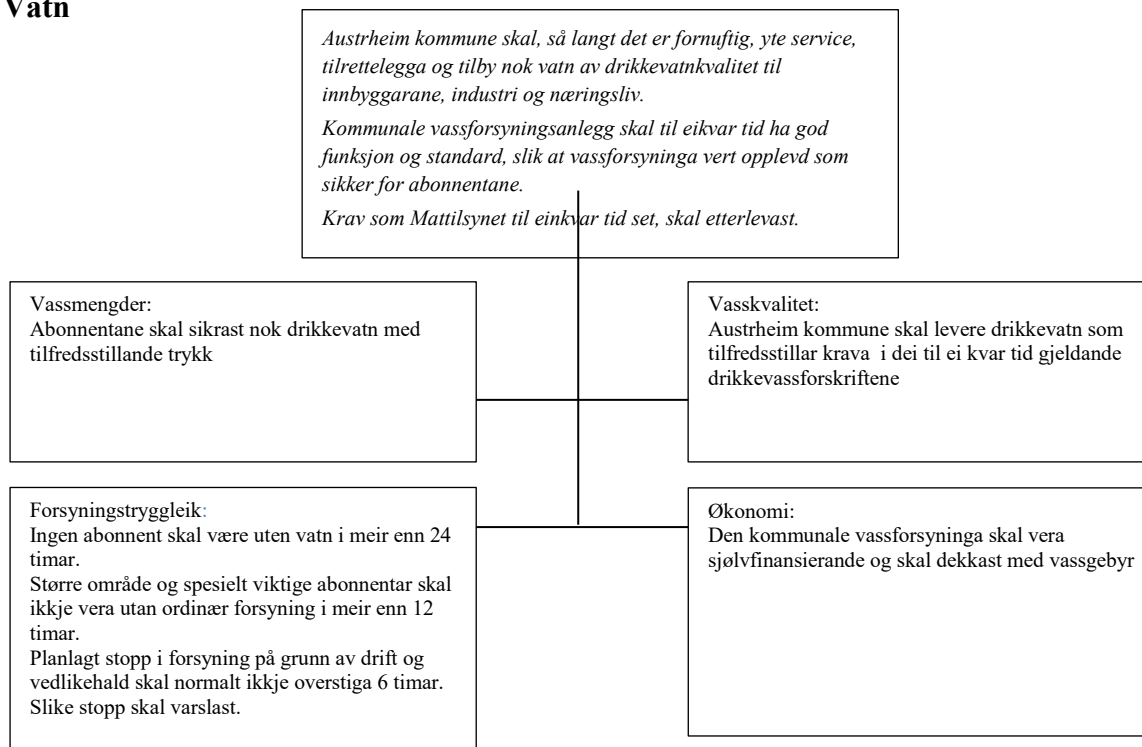 Vatn
Austrheim kommune skal, så langt det er fornuftig, yte service,
tilrettelegga og tilby nok vatn av drikkevatnkvalitet til
innbyggarane, industri og næringsliv.
Kommunale vassforsyningsanlegg skal til eikvar tid ha god
funksjon og standard, slik at vassforsyninga vert opplevd som
sikker for abonnentane.
Krav som Mattilsynet til einkvar tid set, skal etterlevast.
Vassmengder:
Abonnentane skal sikrast nok drikkevatn med
tilfredsstillande trykk
Vasskvalitet:
Austrheim kommune skal levere drikkevatn som
tilfredsstillar krava  i dei til ei kvar tid gjeldande
drikkevassforskriftene
Forsyningstryggleik:
Ingen abonnent skal være uten vatn i meir enn 24
timar.
Større område og spesielt viktige abonnentar skal
ikkje vera utan ordinær forsyning i meir enn 12
timar.
Planlagt stopp i forsyning på grunn av drift og
vedlikehald skal normalt ikkje overstiga 6 timar.
Slike stopp skal varslast.
Økonomi:
Den kommunale vassforsyninga skal vera
sjølvfinansierande og skal dekkast med vassgebyr